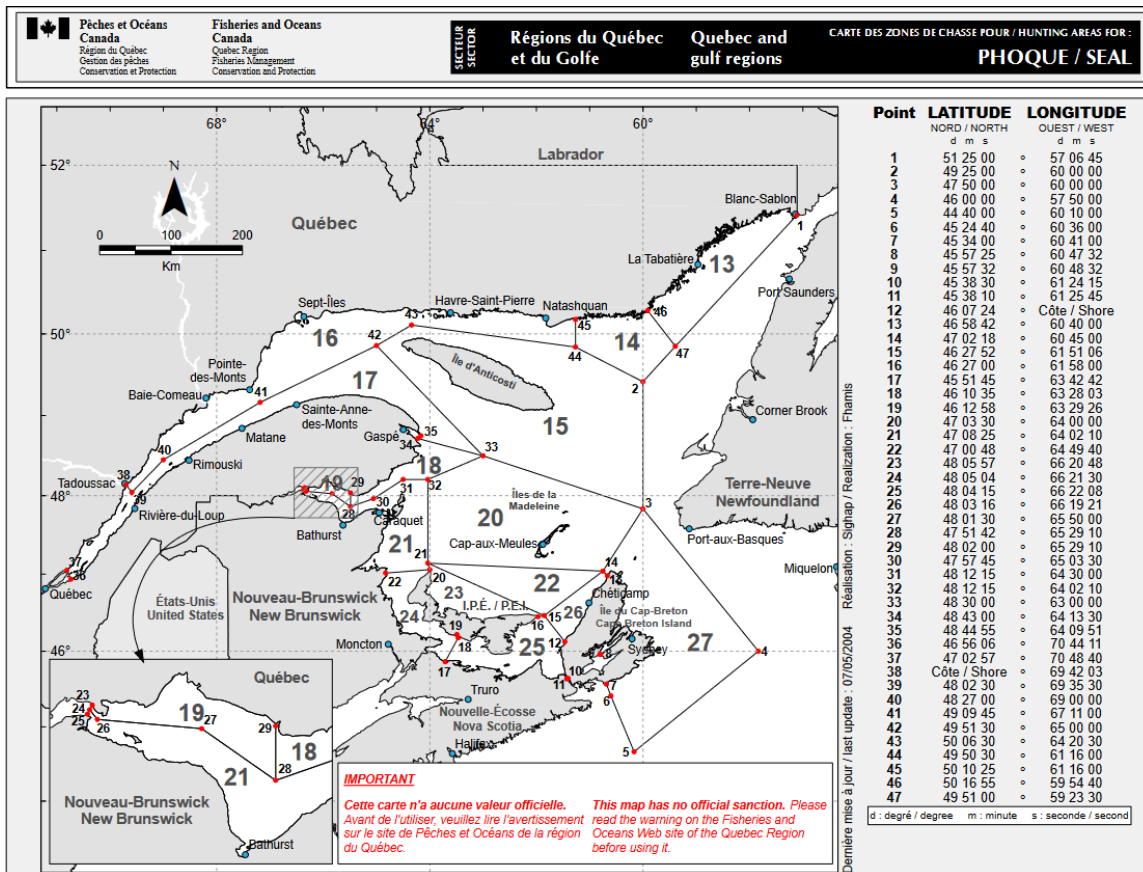 Pêches et Océans
Canada
Région du Québec
Gestion des pêches
Conservation et Protection
Fisheries and Oceans
Canada
Quebec Region
Fisheries Management
Conservation and Protection
SECTEUR
SECTOR
Régions du Québec
et du Golfe
Quebec and
gulf regions
CARTE DES ZONES DE CHASSE POUR / HUNTING AREAS FOR :
PHOQUE / SEAL
68°
64°
60°
52°
50°
48°
46°
N
0 100 200
Km
Labrador
Québec
Blanc-Sablon
1
La Tabatière
13
Port Saunders
Sept-Îles
Havre-Saint-Pierre
Natashquan
43
45
46
16
42
14
44
47
Île d'Anticosti
Pointe-
des-Monts
17
2
Baie-Comeau
41
Sainte-Anne-
des-Monts
15
Corner Brook
Matane
Gaspé
35
34
40
Rimouski
33
38
Tadoussac
18
39
19
29
31
32
30
28
Rivière-du-Loup
Caraquet
Bathurst
Îles de la
Madeleine
3
20
Terre-Neuve
Newfoundland
Port-aux-Basques
Cap-aux-Meules
21
21
14
13
Miquelon
37
36
22
20
22
Chéticamp
Québec
23
États-Unis
United States
Nouveau-Brunswick
New Brunswick
I.P.É. / P.E.I.
15
26
Île du Cap-Breton
Cape Breton Island
24
16
19
18
25
12
8
Sydney
27
4
Moncton
17
10
11
7
6
Truro
Nouvelle-Écosse
Nova Scotia
Halifax
5
Québec
23
24
25
26
19
27
29
18
28
21
Nouveau-Brunswick
New Brunswick
Bathurst
IMPORTANT
Cette carte n'a aucune valeur officielle.
Avant de l'utiliser, veuillez lire l'avertissement
sur le site de Pêches et Océans de la région
du Québec.
This map has no official sanction. Please
read the warning on the Fisheries and
Oceans Web site of the Quebec Region
before using it.
Dernière mise à jour / last update : 07/05/2004 Réalisation : Sighap / Realization : Fhamis
Point LATITUDE LONGITUDE
NORD / NORTH OUEST / WEST
d m s d m s
1 51 25 00 ° 57 06 45
2 49 25 00 ° 60 00 00
3 47 50 00 ° 60 00 00
4 46 00 00 ° 57 50 00
5 44 40 00 ° 60 10 00
6 45 24 40 ° 60 36 00
7 45 34 00 ° 60 41 00
8 45 57 25 ° 60 47 32
9 45 57 32 ° 60 48 32
10 45 38 30 ° 61 24 15
11 45 38 10 ° 61 25 45
12 46 07 24 ° Côte / Shore
13 46 58 42 ° 60 40 00
14 47 02 18 ° 60 45 00
15 46 27 52 ° 61 51 06
16 46 27 00 ° 61 58 00
17 45 51 45 ° 63 42 42
18 46 10 35 ° 63 28 03
19 46 12 58 ° 63 29 26
20 47 03 30 ° 64 00 00
21 47 08 25 ° 64 02 10
22 47 00 48 ° 64 49 40
23 48 05 57 ° 66 20 48
24 48 05 04 ° 66 21 30
25 48 04 15 ° 66 22 08
26 48 03 16 ° 66 19 21
27 48 01 30 ° 65 50 00
28 47 51 42 ° 65 29 10
29 48 02 00 ° 65 29 10
30 47 57 45 ° 65 03 30
31 48 12 15 ° 64 30 00
32 48 12 15 ° 64 02 00
33 48 30 00 ° 63 00 00
34 48 43 00 ° 64 13 30
35 48 44 55 ° 64 09 51
36 46 56 06 ° 70 44 11
37 47 02 57 ° 70 48 40
38 Côte / Shore ° 69 42 03
39 48 02 30 ° 69 35 30
40 48 27 00 ° 69 00 00
41 49 09 45 ° 67 11 00
42 49 51 30 ° 65 00 00
43 50 06 30 ° 64 20 30
44 49 50 30 ° 61 16 00
45 50 10 25 ° 61 16 00
46 50 16 55 ° 59 54 40
47 49 51 00 ° 59 23 30
d : degré / degree m : minute s : seconde / second